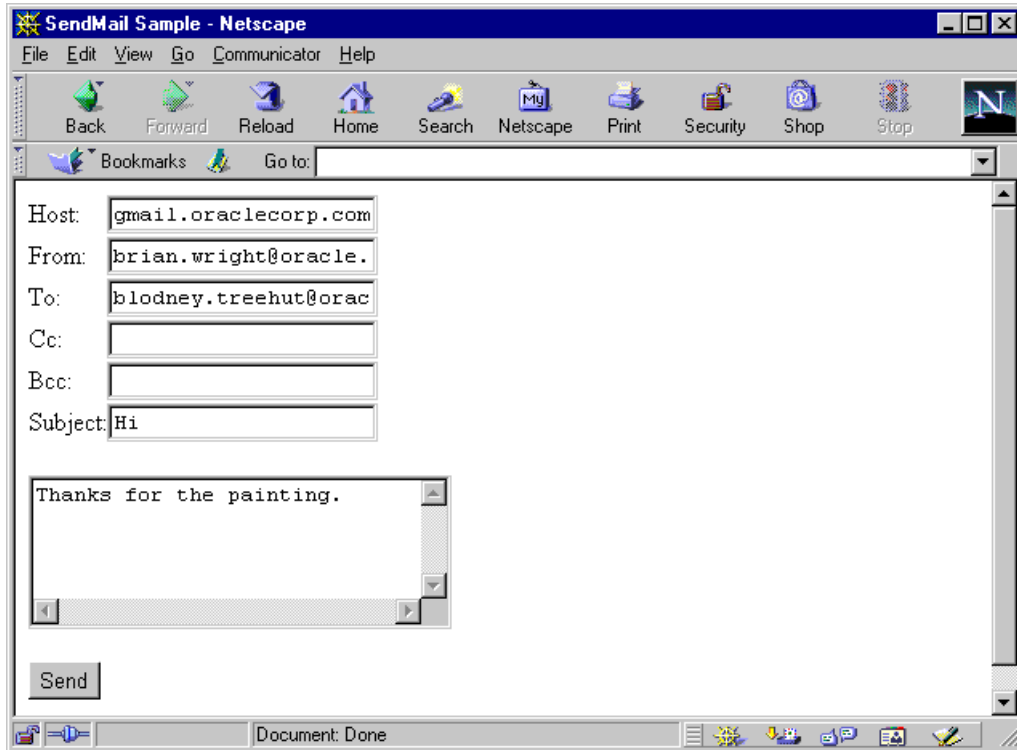 SendMail Sample - Netscape
File Edit View Go Communicator Help
My
N
Back Forward Reload Home Search Netscape Print Security Shop Stop
Bookmarks Go to:
Host: gmail.oraclecorp.com
From: brian.wright@oracle.
To: blodney.treehut@orac
Cc:
Bcc:
Subject: Hi
Thanks for the painting.
Send
Document: Done